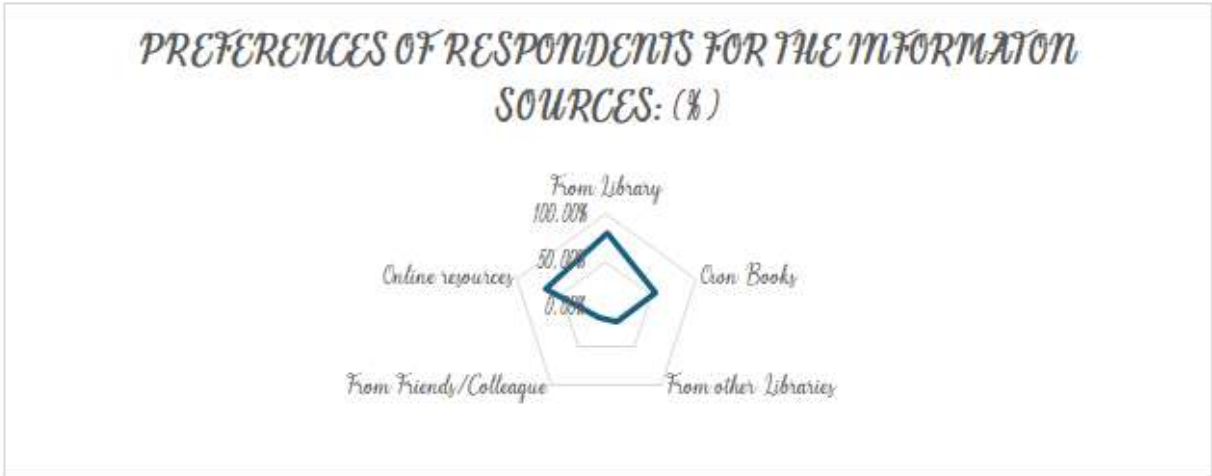 PREFERENCES OF RESPONDENTS FOR THE INFORMATON
SOURCES: (%)
From Library
100.00%
50.00%
0.00%
Online resources
Own Books
From Friends/Colleague
From other Libraries